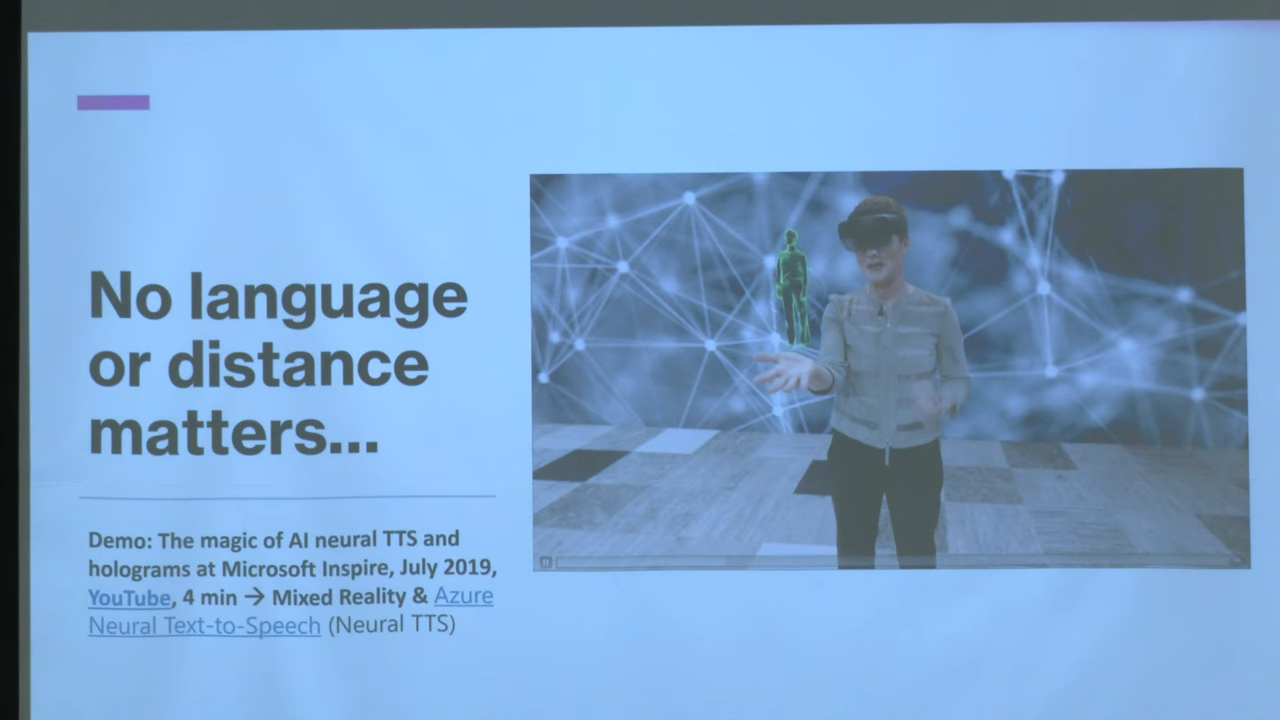 No language
or distance
matters...
Demo: The magic of AI neural TTS and
holograms at Microsoft Inspire, July 2019,
YouTube, 4 min → Mixed Reality & Azure
Neural Text-to-Speech (Neural TTS)